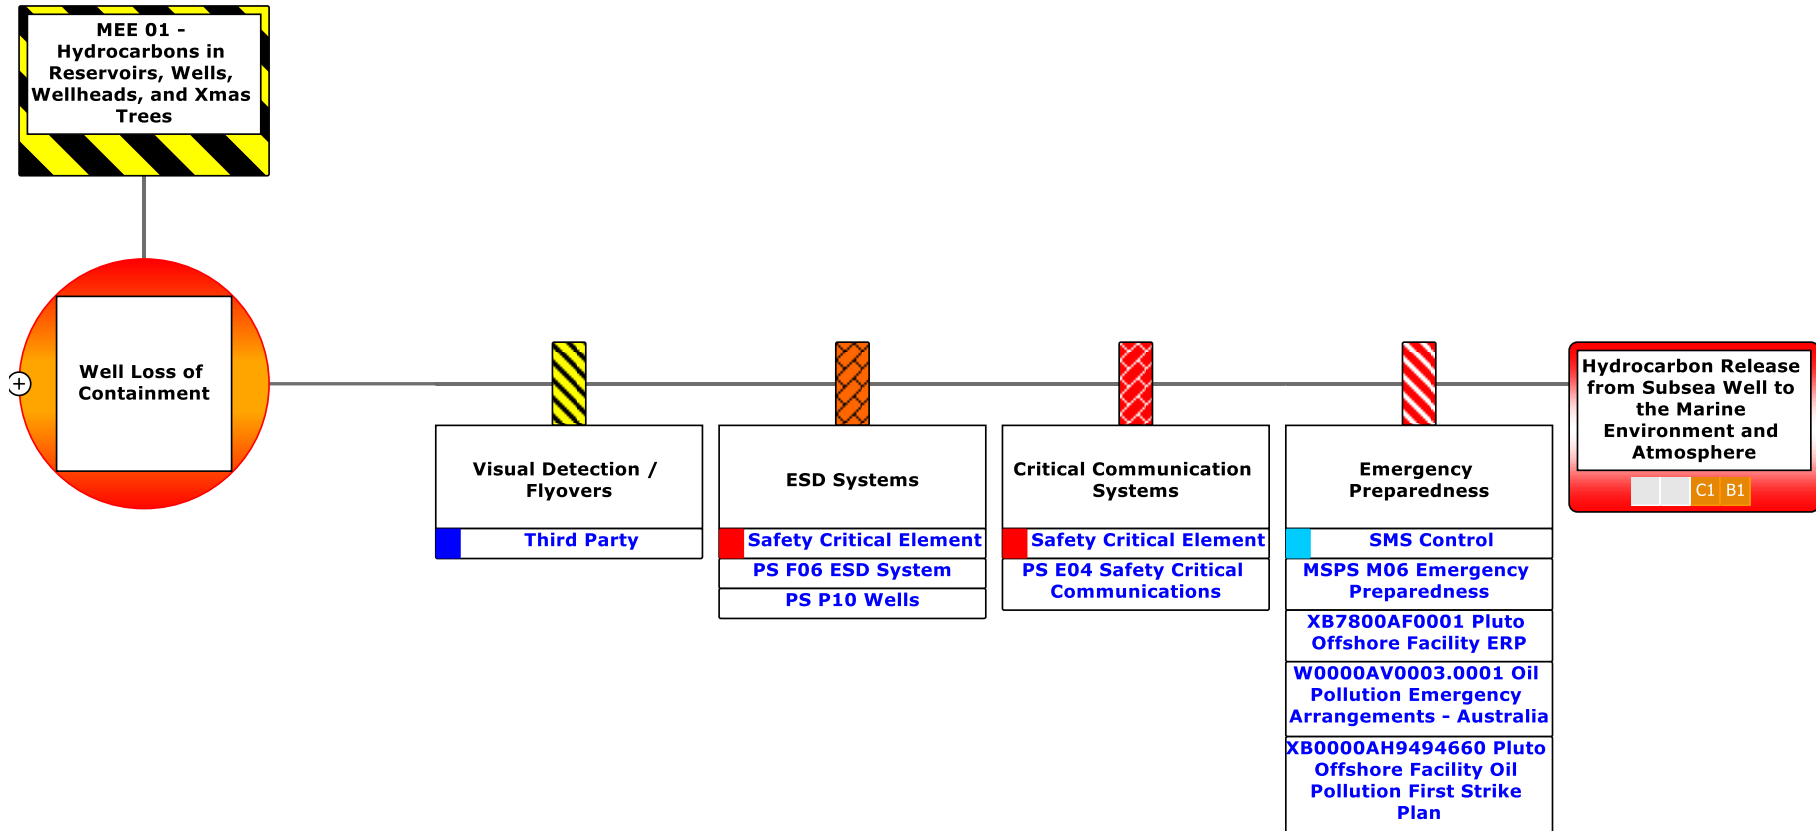 MEE 01 -
Hydrocarbons in
Reservoirs, Wells,
Wellheads, and Xmas
Trees
Well Loss of
Containment
+
Visual Detection /
Flyovers
Third Party
ESD Systems
Safety Critical Element
PS F06 ESD System
PS P10 Wells
Critical Communication
Systems
Safety Critical Element
PS E04 Safety Critical
Communications
Emergency
Preparedness
SMS Control
MSPS M06 Emergency
Preparedness
XB7800AF0001 Pluto
Offshore Facility ERP
W0000AV0003.0001 Oil
Pollution Emergency
Arrangements - Australia
XB0000AH9494660 Pluto
Offshore Facility Oil
Pollution First Strike
Plan
Hydrocarbon Release
from Subsea Well to
the Marine
Environment and
Atmosphere
C1 B1